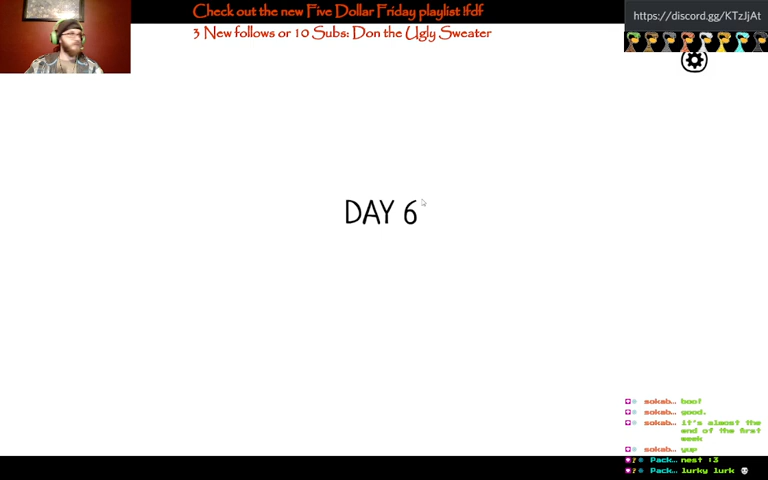 Check out the new Five Dollar Friday playlist !fdf
3 New follows or 10 Subs: Don the Ugly Sweater
https://discord.gg/KTzJjAt
DAY 6
sokab… boo!
sokab… good.
sokab… it's almost the
end of the first
week
sokab… yup
Pack… nest :3
Pack… lurky lurk